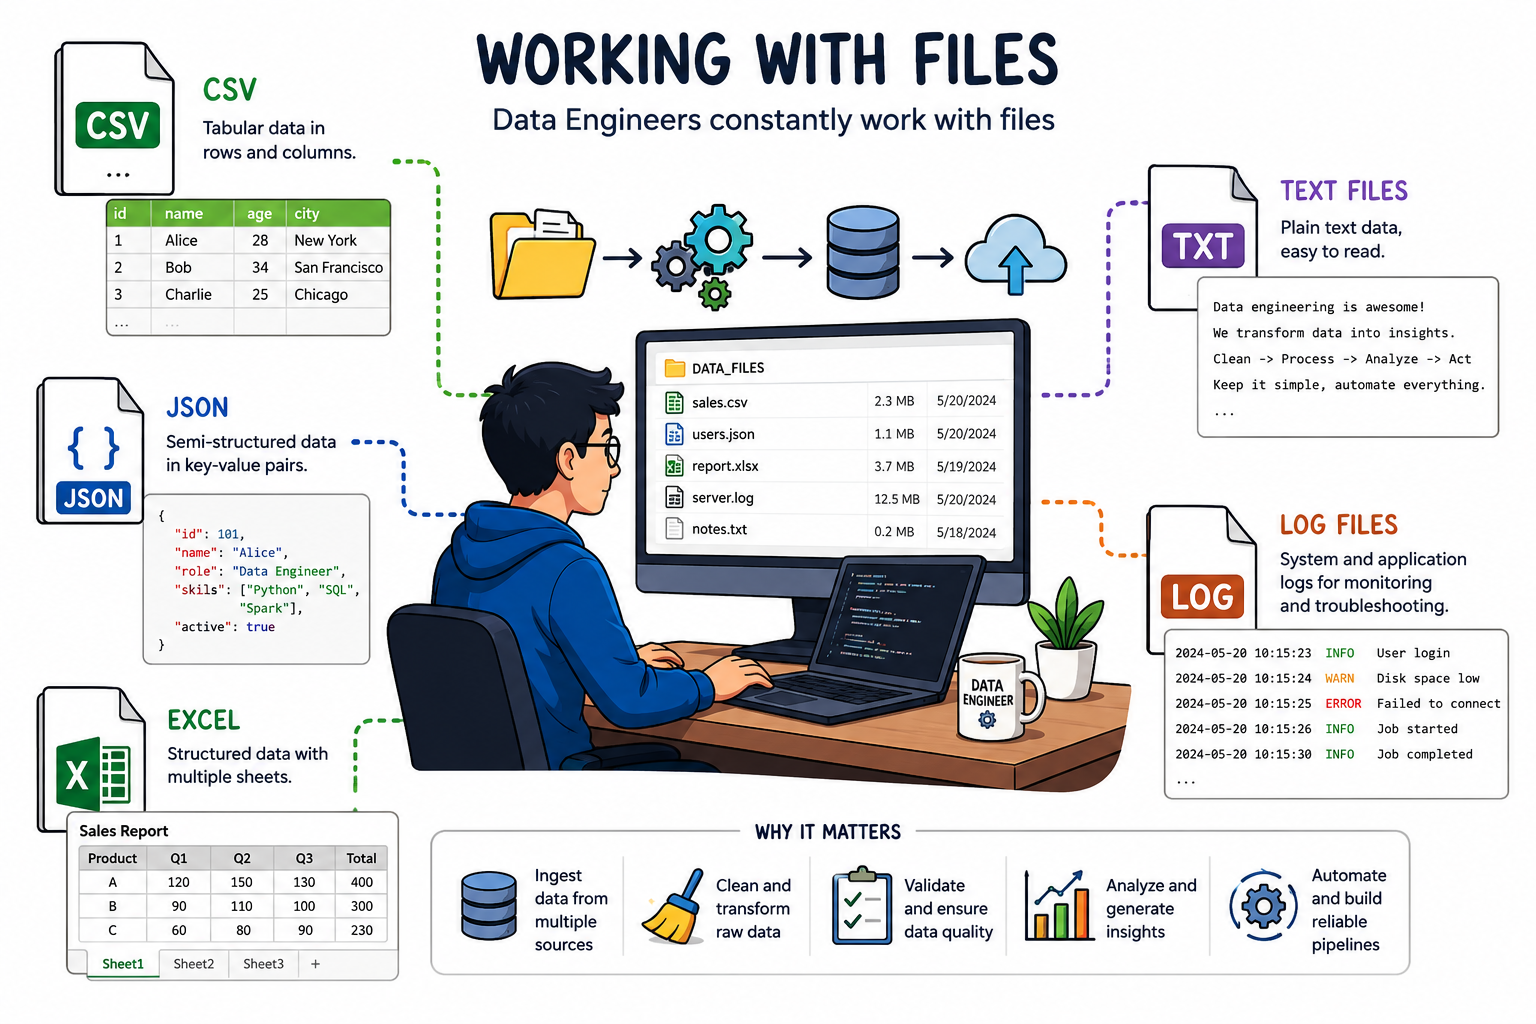 WORKING WITH FILES
Data Engineers constantly work with files
CSV
...
CSV
Tabular data in
rows and columns.
id name age city
1 Alice 28 New York
2 Bob 34 San Francisco
3 Charlie 25 Chicago
... ...
{ }
JSON
JSON
Semi-structured data
in key-value pairs.
{
"id": 101,
"name": "Alice",
"role": "Data Engineer",
"skils": ["Python", "SQL",
"Spark"],
"active": true
}
X
EXCEL
Structured data with
multiple sheets.
Sales Report
Product Q1 Q2 Q3 Total
A 120 150 130 400
B 90 110 100 300
C 60 80 90 230
Sheet1 Sheet2 Sheet3 +
DATA_FILES
sales.csv 2.3 MB 5/20/2024
users.json 1.1 MB 5/20/2024
report.xlsx 3.7 MB 5/19/2024
server.log 12.5 MB 5/20/2024
notes.txt 0.2 MB 5/18/2024
DATA
ENGINEER
TXT
TEXT FILES
Plain text data,
easy to read.
Data engineering is awesome!
We transform data into insights.
Clean -> Process -> Analyze -> Act
Keep it simple, automate everything.
...
LOG
LOG FILES
System and application
logs for monitoring
and troubleshooting.
2024-05-20 10:15:23 INFO User login
2024-05-20 10:15:24 WARN Disk space low
2024-05-20 10:15:25 ERROR Failed to connect
2024-05-20 10:15:26 INFO Job started
2024-05-20 10:15:30 INFO Job completed
...
WHY IT MATTERS
Ingest
data from
multiple
sources
Clean and
transform
raw data
Validate
and ensure
data quality
Analyze and
generate
insights
Automate
and build
reliable
pipelines